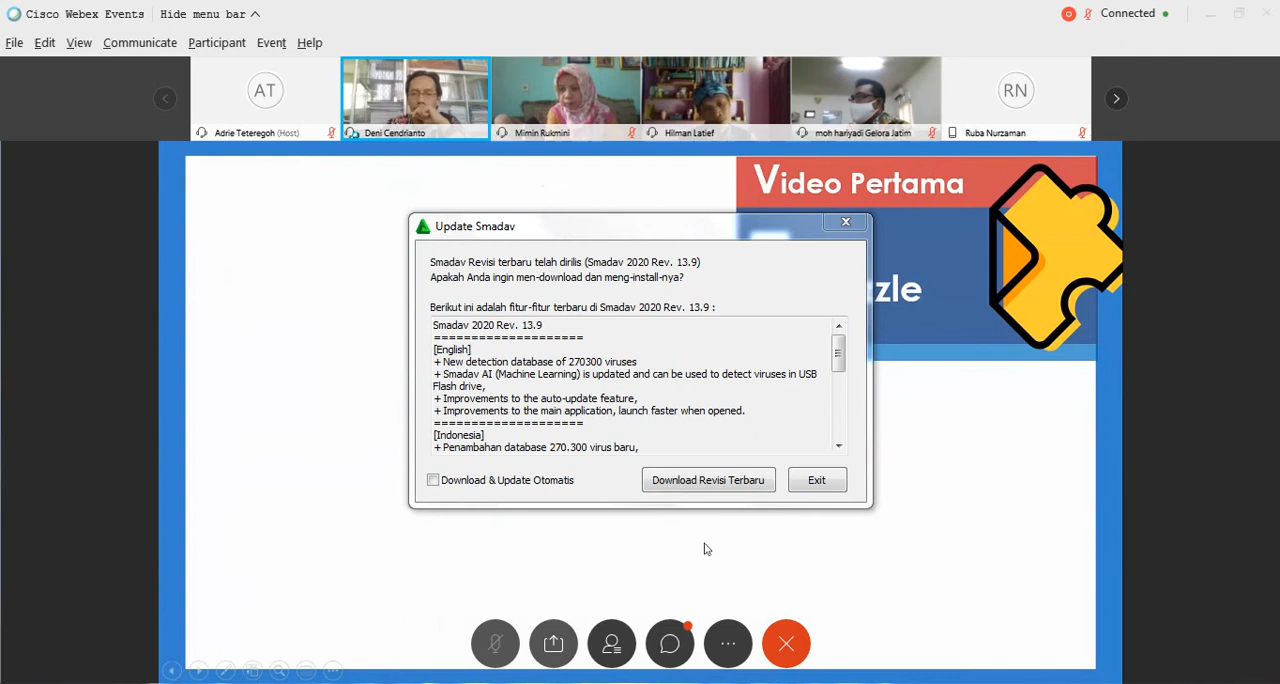 Cisco Webex Events
Hide menu bar
Connected
File Edit View Communicate Participant Event Help
AT
RN
Adrie Teteregoh (Host)
Deni Cendrianto
Mimin Rukmini
Hilman Latief
moh hariyadi Gelora Jatim
Ruba Nurzaman
Video Pertama
zle
Update Smadav
Smadav Revisi terbaru telah dirilis (Smadav 2020 Rev. 13.9)
Apakah Anda ingin men-download dan meng-install-nya?
Berikut ini adalah fitur-fitur terbaru di Smadav 2020 Rev. 13.9 :
Smadav 2020 Rev. 13.9
====================
[English]
+ New detection database of 270300 viruses
+ Smadav AI (Machine Learning) is updated and can be used to detect viruses in USB
Flash drive,
+ Improvements to the auto-update feature,
+ Improvements to the main application, launch faster when opened.
====================
[Indonesia]
+ Penambahan database 270.300 virus baru,
Download & Update Otomatis
Download Revisi Terbaru
Exit